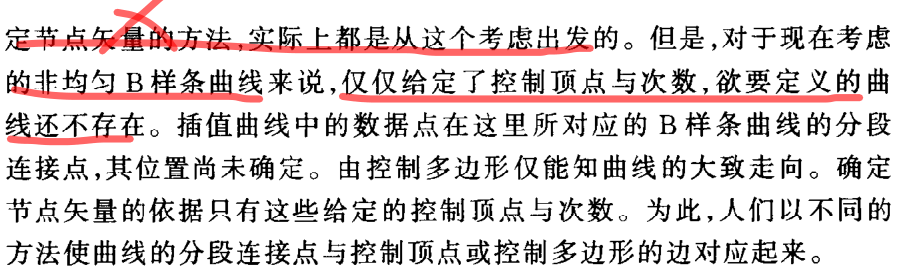 定节点矢量的方法,实际上都是从这个考虑出发的。但是,对于现在考虑
的非均匀 B 样条曲线来说,仅仅给定了控制顶点与次数,欲要定义的曲
线还不存在。插值曲线中的数据点在这里所对应的 B 样条曲线的分段
连接点,其位置尚未确定。由控制多边形仅能知曲线的大致走向。确定
节点矢量的依据只有这些给定的控制顶点与次数。为此,人们以不同的
方法使曲线的分段连接点与控制顶点或控制多边形的边对应起来。